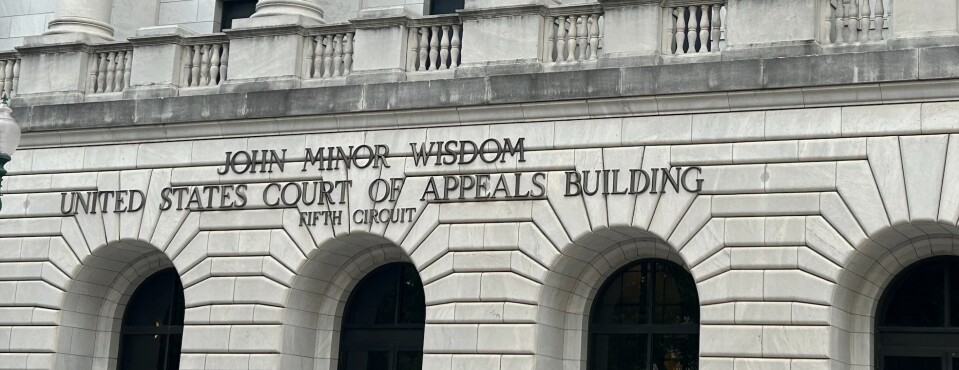 JOHN MINOR WISDOM
UNITED STATES COURT OF APPEALS BUILDING
FIFTH CIRCUIT